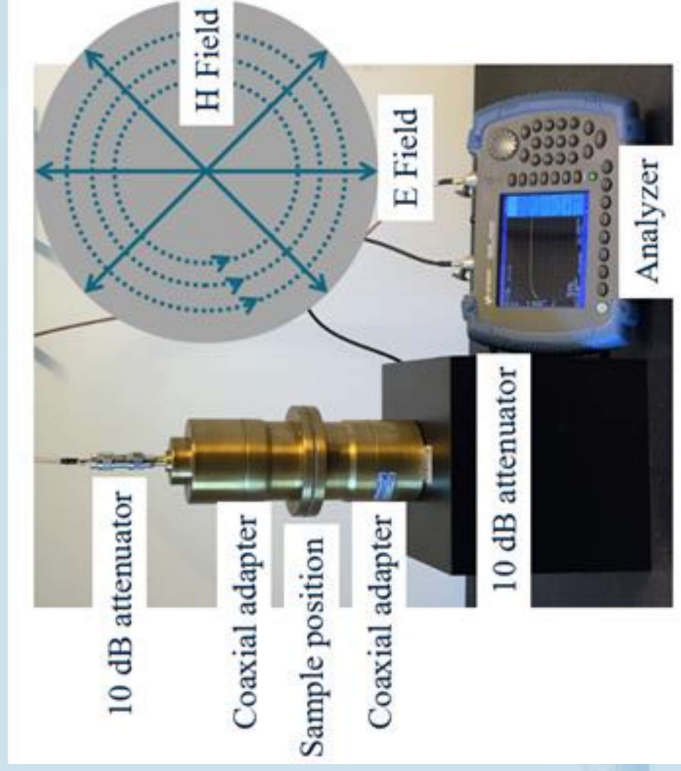 10 dB attenuator
Coaxial adapter
Sample position
Coaxial adapter
10 dB attenuator
H Field
E Field
Analyzer